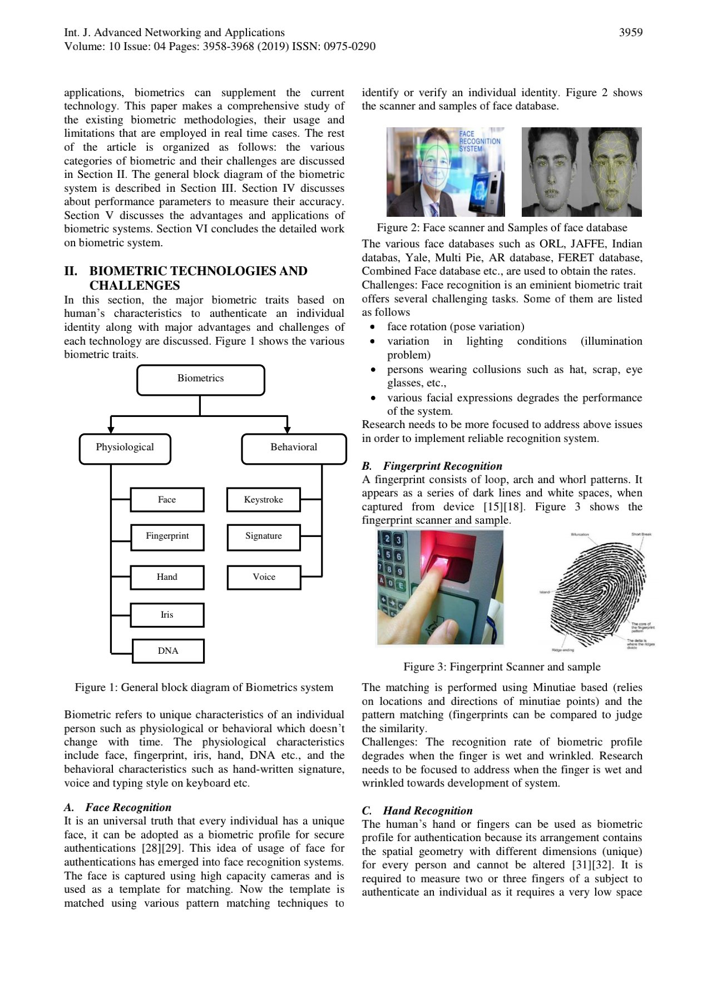 Int. J. Advanced Networking and Applications
Volume: 10 Issue: 04 Pages: 3958-3968 (2019) ISSN: 0975-0290
3959
applications, biometrics can supplement the current
technology. This paper makes a comprehensive study of
the existing biometric methodologies, their usage and
limitations that are employed in real time cases. The rest
of the article is organized as follows: the various
categories of biometric and their challenges are discussed
in Section II. The general block diagram of the biometric
system is described in Section III. Section IV discusses
about performance parameters to measure their accuracy.
Section V discusses the advantages and applications of
biometric systems. Section VI concludes the detailed work
on biometric system.
II. BIOMETRIC TECHNOLOGIES AND
CHALLENGES
In this section, the major biometric traits based on
human’s characteristics to authenticate an individual
identity along with major advantages and challenges of
each technology are discussed. Figure 1 shows the various
biometric traits.
Biometrics
Physiological
Behavioral
Face
Keystroke
Fingerprint
Signature
Hand
Voice
Iris
DNA
Figure 1: General block diagram of Biometrics system
Biometric refers to unique characteristics of an individual
person such as physiological or behavioral which doesn’t
change with time. The physiological characteristics
include face, fingerprint, iris, hand, DNA etc., and the
behavioral characteristics such as hand-written signature,
voice and typing style on keyboard etc.
A. Face Recognition
It is an universal truth that every individual has a unique
face, it can be adopted as a biometric profile for secure
authentications [28][29]. This idea of usage of face for
authentications has emerged into face recognition systems.
The face is captured using high capacity cameras and is
used as a template for matching. Now the template is
matched using various pattern matching techniques to
identify or verify an individual identity. Figure 2 shows
the scanner and samples of face database.
FACE
RECOGNITION
SYSTEM
Figure 2: Face scanner and Samples of face database
The various face databases such as ORL, JAFFE, Indian
databas, Yale, Multi Pie, AR database, FERET database,
Combined Face database etc., are used to obtain the rates.
Challenges: Face recognition is an eminient biometric trait
offers several challenging tasks. Some of them are listed
as follows
• face rotation (pose variation)
• variation in lighting conditions (illumination
problem)
• persons wearing collusions such as hat, scrap, eye
glasses, etc.,
• various facial expressions degrades the performance
of the system.
Research needs to be more focused to address above issues
in order to implement reliable recognition system.
B. Fingerprint Recognition
A fingerprint consists of loop, arch and whorl patterns. It
appears as a series of dark lines and white spaces, when
captured from device [15][18]. Figure 3 shows the
fingerprint scanner and sample.
2 3
5 6
7 8 9
A 0 E
Bifurcation
Short Break
Island
The core of
the fingerprint
pattern
The delta is
where the ridges
divide
Ridge ending
Figure 3: Fingerprint Scanner and sample
The matching is performed using Minutiae based (relies
on locations and directions of minutiae points) and the
pattern matching (fingerprints can be compared to judge
the similarity.
Challenges: The recognition rate of biometric profile
degrades when the finger is wet and wrinkled. Research
needs to be focused to address when the finger is wet and
wrinkled towards development of system.
C. Hand Recognition
The human’s hand or fingers can be used as biometric
profile for authentication because its arrangement contains
the spatial geometry with different dimensions (unique)
for every person and cannot be altered [31][32]. It is
required to measure two or three fingers of a subject to
authenticate an individual as it requires a very low space